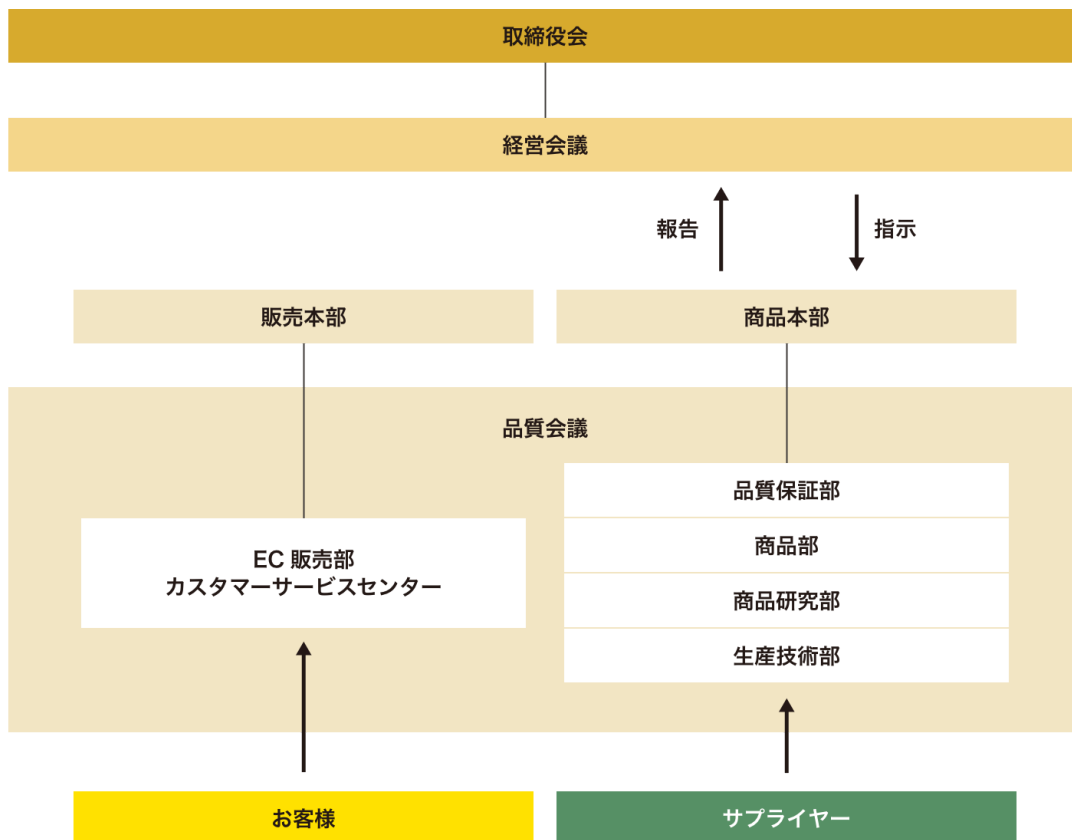 取締役会
経営会議
報告
指示
販売本部
商品本部
品質会議
品質保証部
商品部
商品研究部
生産技術部
EC 販売部
カスタマーサービスセンター
お客様
サプライヤー